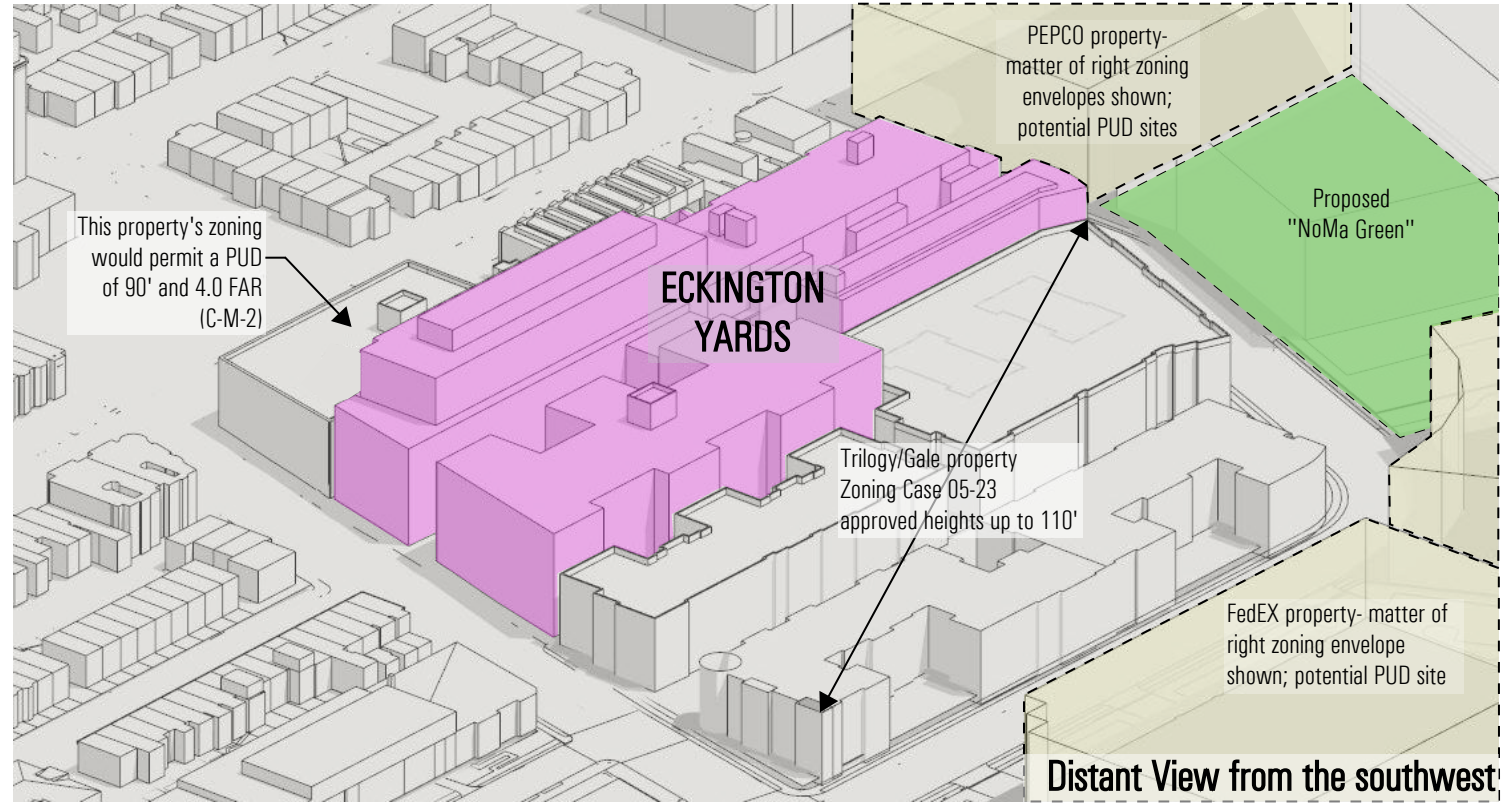 PEPCO property-
matter of right zoning
envelopes shown;
potential PUD sites
Proposed
"NoMa Green"
This property's zoning
would permit a PUD
of 90' and 4.0 FAR
(C-M-2)
ECKINGTON
YARDS
Trilogy/Gale property
Zoning Case 05-23
approved heights up to 110'
FedEX property- matter of
right zoning envelope
shown; potential PUD site
Distant View from the southwest